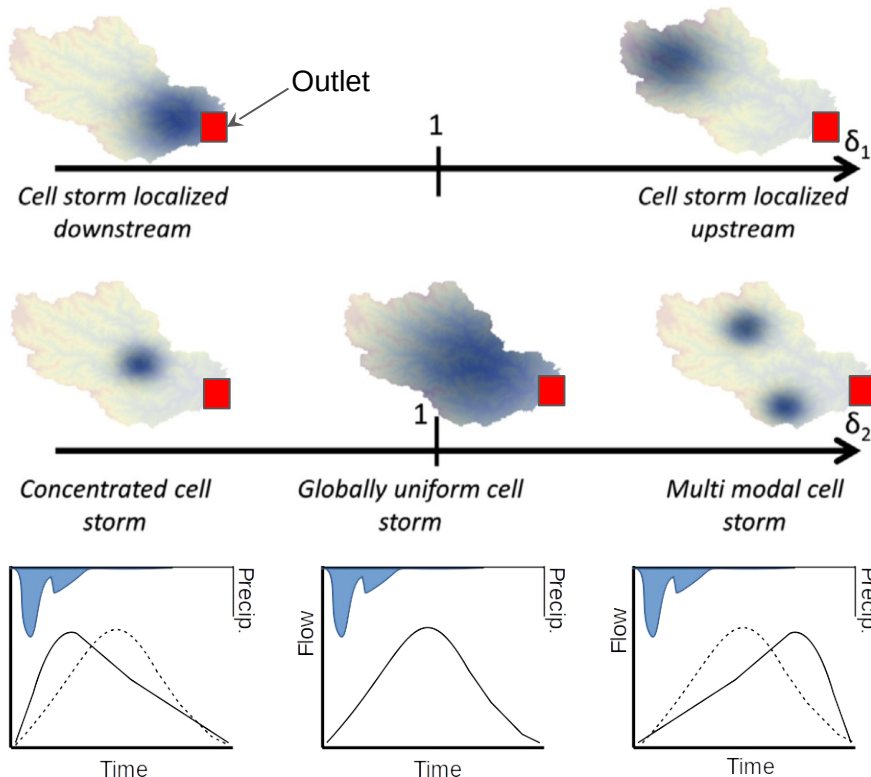 Outlet
1
δ1
Cell storm localized
downstream
Cell storm localized
upstream
1
δ2
Concentrated cell
storm
Globally uniform cell
storm
Multi modal cell
storm
Precip.
Time
Flow
Precip.
Time
Flow
Precip.
Time